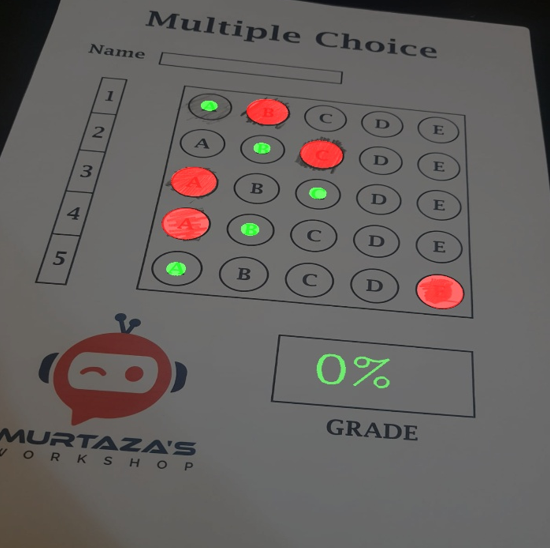 Multiple Choice
Name
1 A B C D E
2 A B C D E
3 A B C D E
4 A B C D E
5 A B C D E
0%
GRADE
MURTAZA'S
WORKSHOP